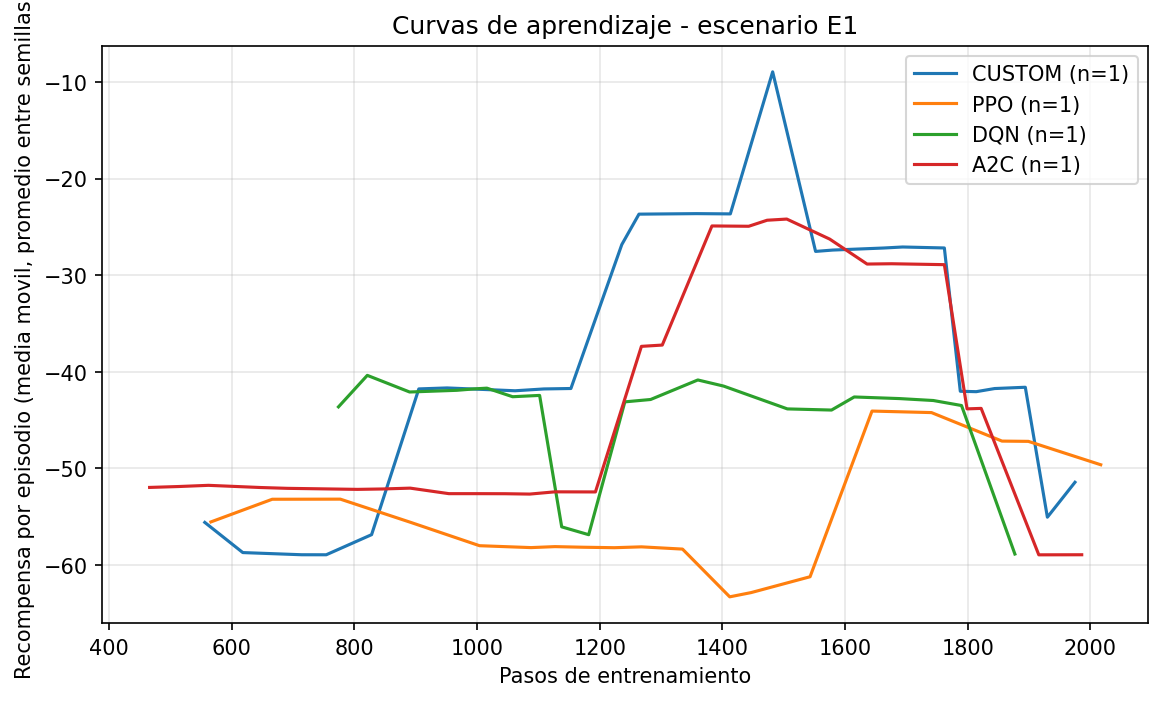 Curvas de aprendizaje - escenario E1
Recompensa por episodio (media movil, promedio entre semillas
−10
−20
−30
−40
−50
−60
CUSTOM (n=1)
PPO (n=1)
DQN (n=1)
A2C (n=1)
400 600 800 1000 1200 1400 1600 1800 2000
Pasos de entrenamiento